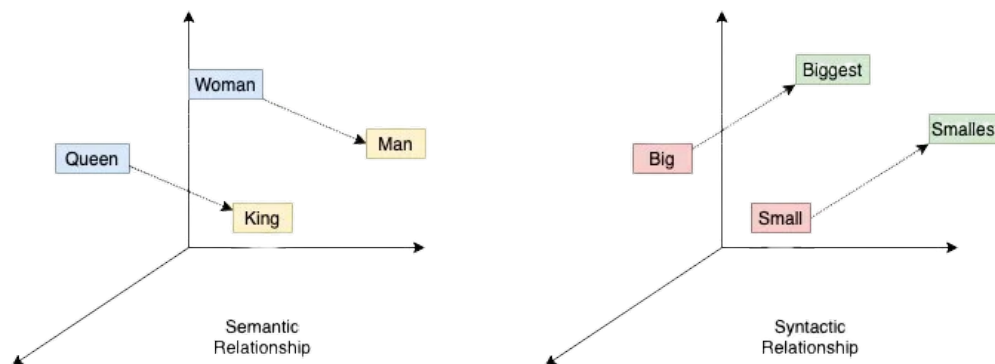 Woman
Man
Queen
King
Semantic
Relationship
Biggest
Smalles
Big
Small
Syntactic
Relationship